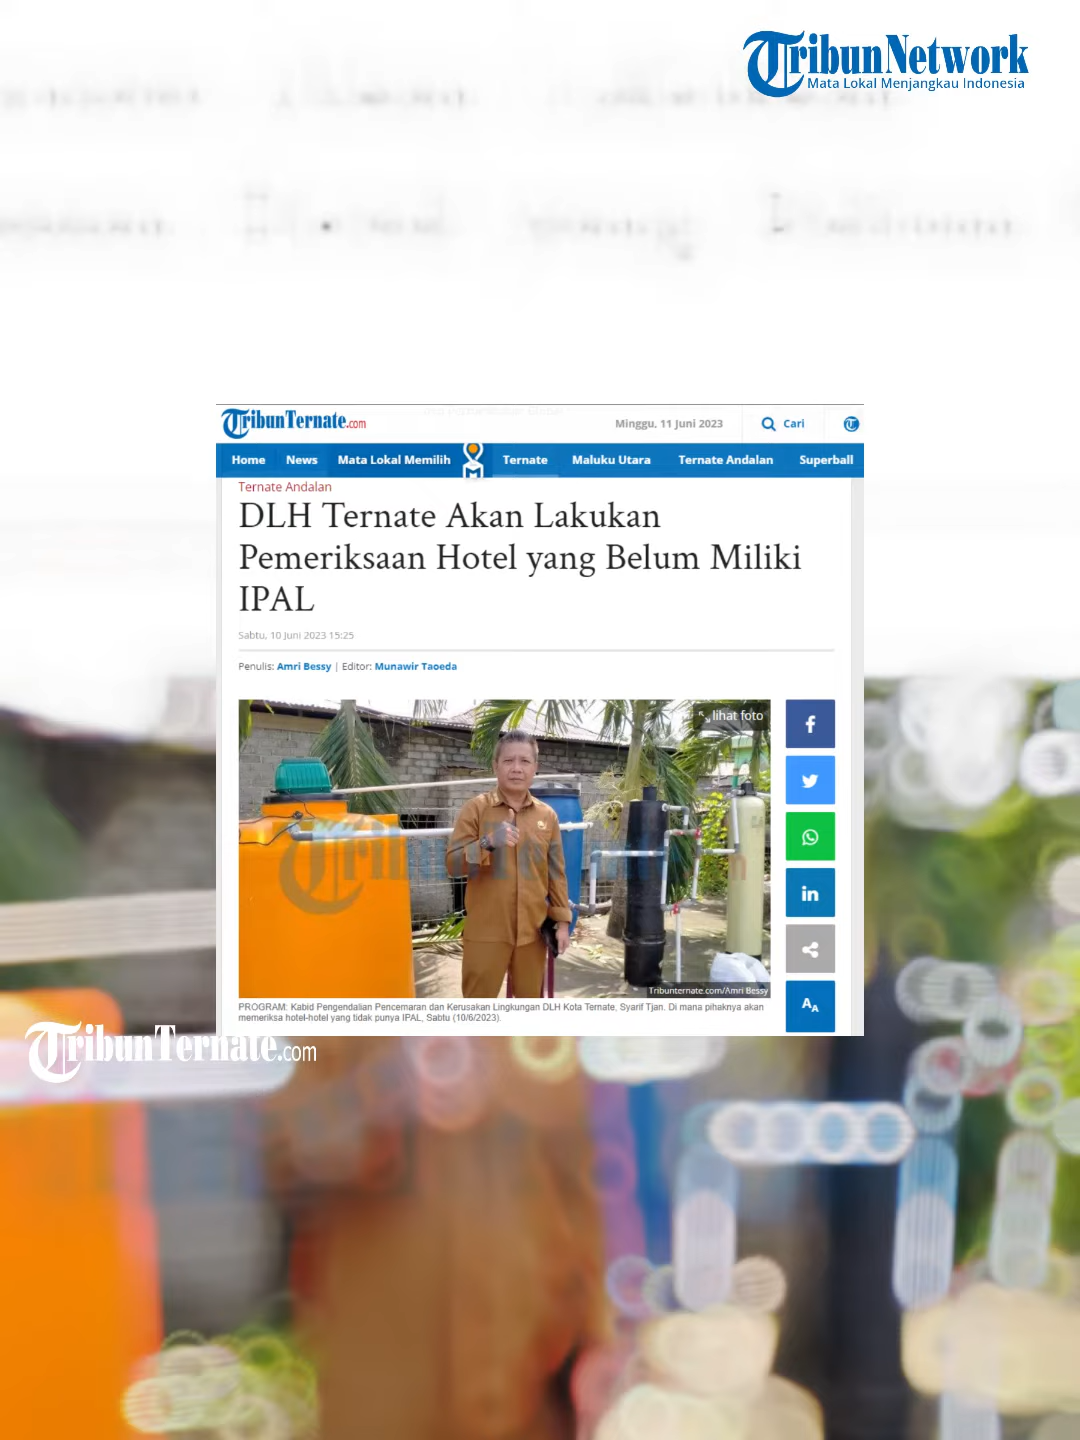 TribunNetwork
Mata Lokal Menjangkau Indonesia
TribunTernate.com
Minggu, 11 Juni 2023
Cari
Home News Mata Lokal Memilih Ternate Maluku Utara Ternate Andalan Superball
Ternate Andalan
DLH Ternate Akan Lakukan
Pemeriksaan Hotel yang Belum Miliki
IPAL
Sabtu, 10 Juni 2023 15:25
Penulis: Amri Bessy | Editor: Munawir Taoeda
lihat foto
Tribunternate.com/Amri Bessy
PROGRAM: Kabid Pengendalian Pencemaran dan Kerusakan Lingkungan DLH Kota Ternate, Syarif Tjan. Di mana pihaknya akan
memeriksa hotel-hotel yang tidak punya IPAL, Sabtu (10/6/2023).
AA
TribunTernate.com